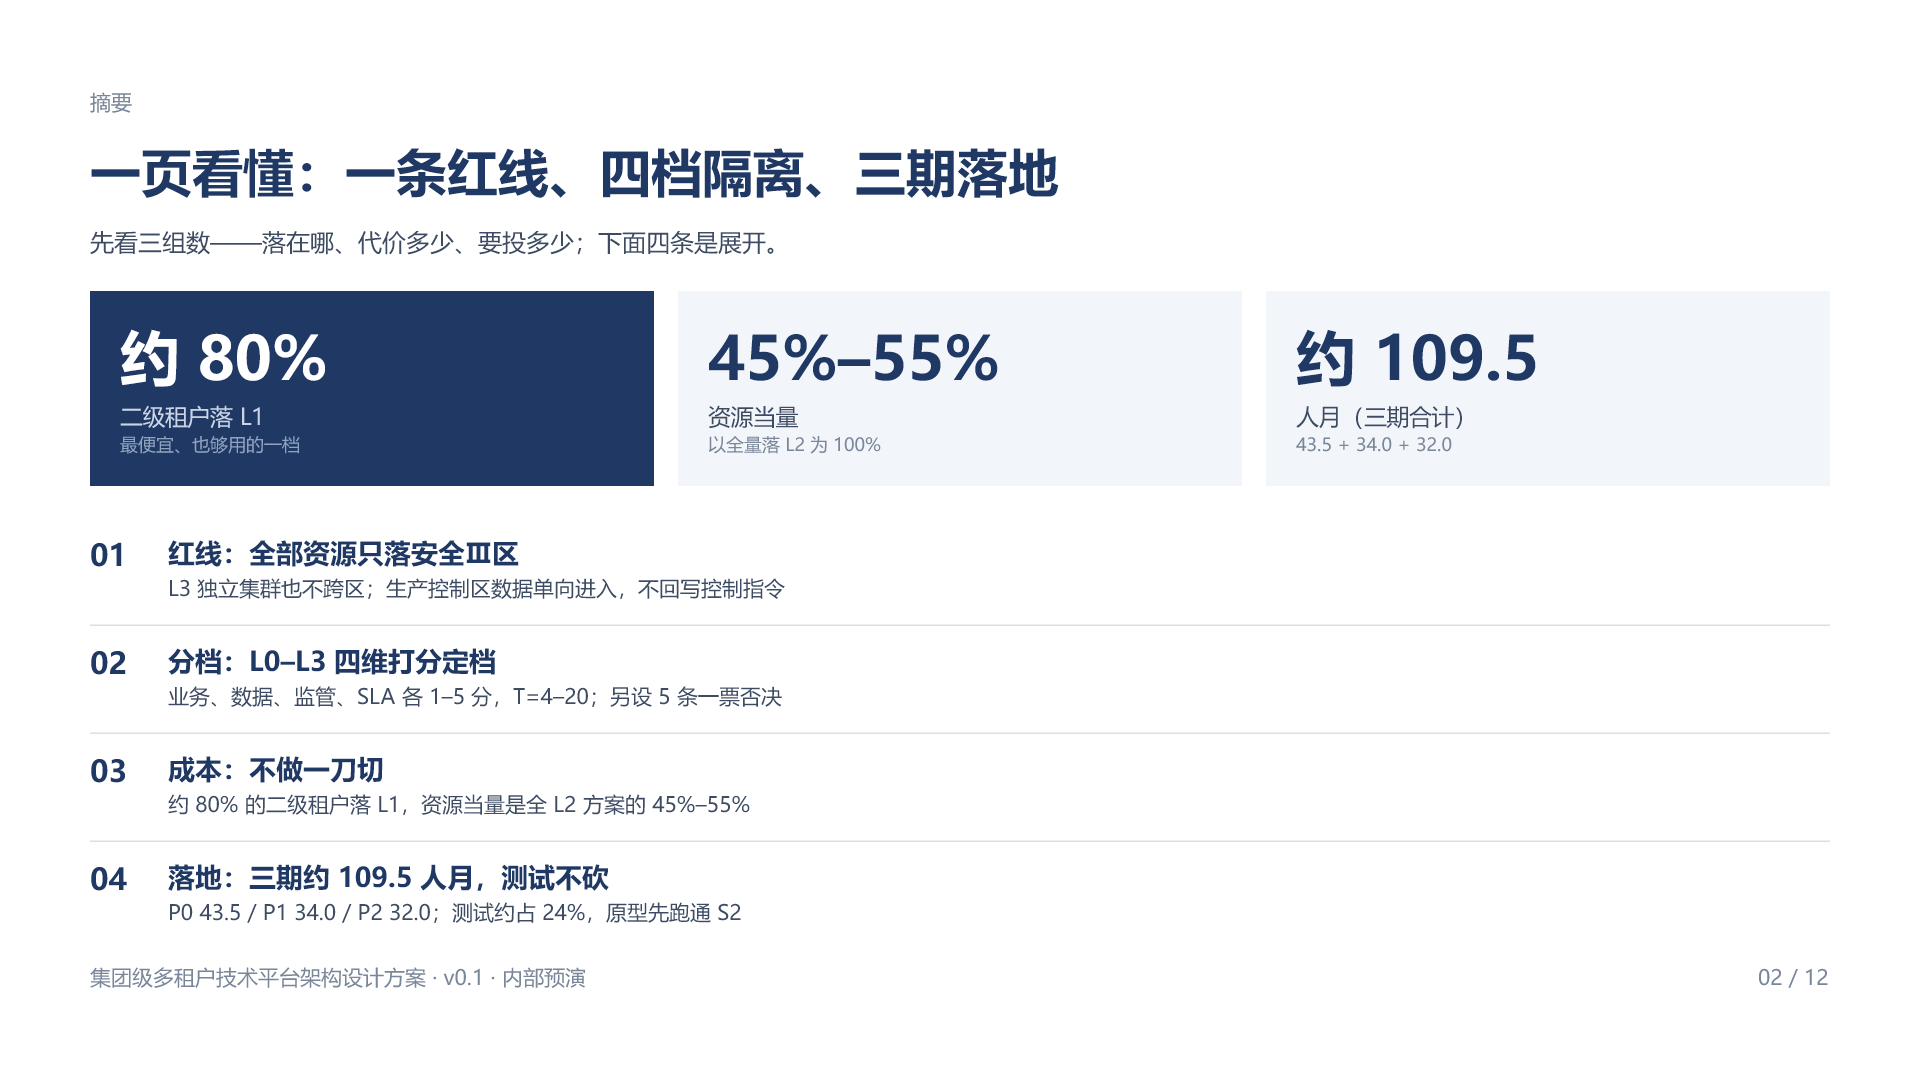 摘要
一页看懂：一条红线、四档隔离、三期落地
先看三组数——落在哪、代价多少、要投多少；下面四条是展开。
约 80%
二级租户落 L1
最便宜、也够用的一档
45%–55%
资源当量
以全量落 L2 为 100%
约 109.5
人月（三期合计）
43.5 + 34.0 + 32.0
01
红线：全部资源只落安全Ⅲ区
L3 独立集群也不跨区；生产控制区数据单向进入，不回写控制指令
02
分档：L0–L3 四维打分定档
业务、数据、监管、SLA 各 1–5 分，T=4–20；另设 5 条一票否决
03
成本：不做一刀切
约 80% 的二级租户落 L1，资源当量是全 L2 方案的 45%–55%
04
落地：三期约 109.5 人月，测试不砍
P0 43.5 / P1 34.0 / P2 32.0；测试约占 24%，原型先跑通 S2
集团级多租户技术平台架构设计方案 · v0.1 · 内部预演
02 / 12